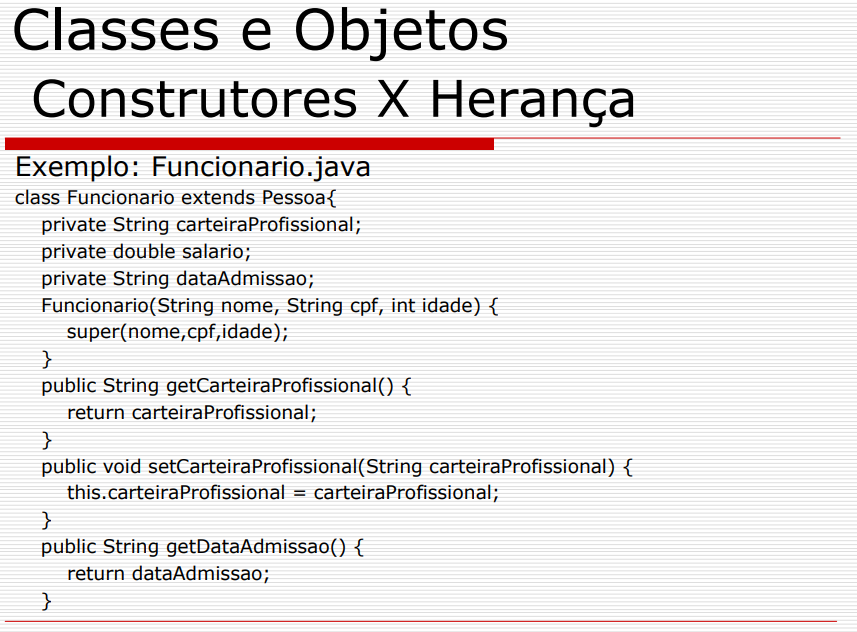 Classes e Objetos
Construtores X Herança
Exemplo: Funcionario.java
class Funcionario extends Pessoa{
private String carteiraProfissional;
private double salario;
private String dataAdmissao;
Funcionario(String nome, String cpf, int idade) {
super(nome,cpf,idade);
}
public String getCarteiraProfissional() {
return carteiraProfissional;
}
public void setCarteiraProfissional(String carteiraProfissional) {
this.carteiraProfissional = carteiraProfissional;
}
public String getDataAdmissao() {
return dataAdmissao;
}